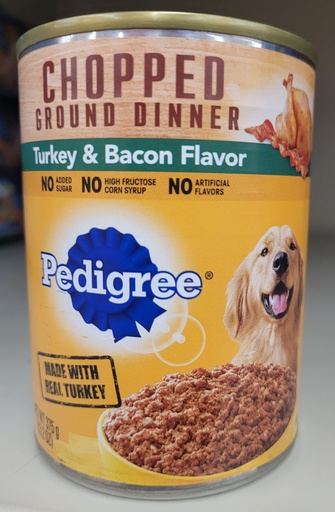 CHOPPED
GROUND DINNER
Turkey & Bacon Flavor
NO ADDED SUGAR NO HIGH FRUCTOSE CORN SYRUP NO ARTIFICIAL FLAVORS
Pedigree®
MADE WITH
REAL TURKEY
375 g